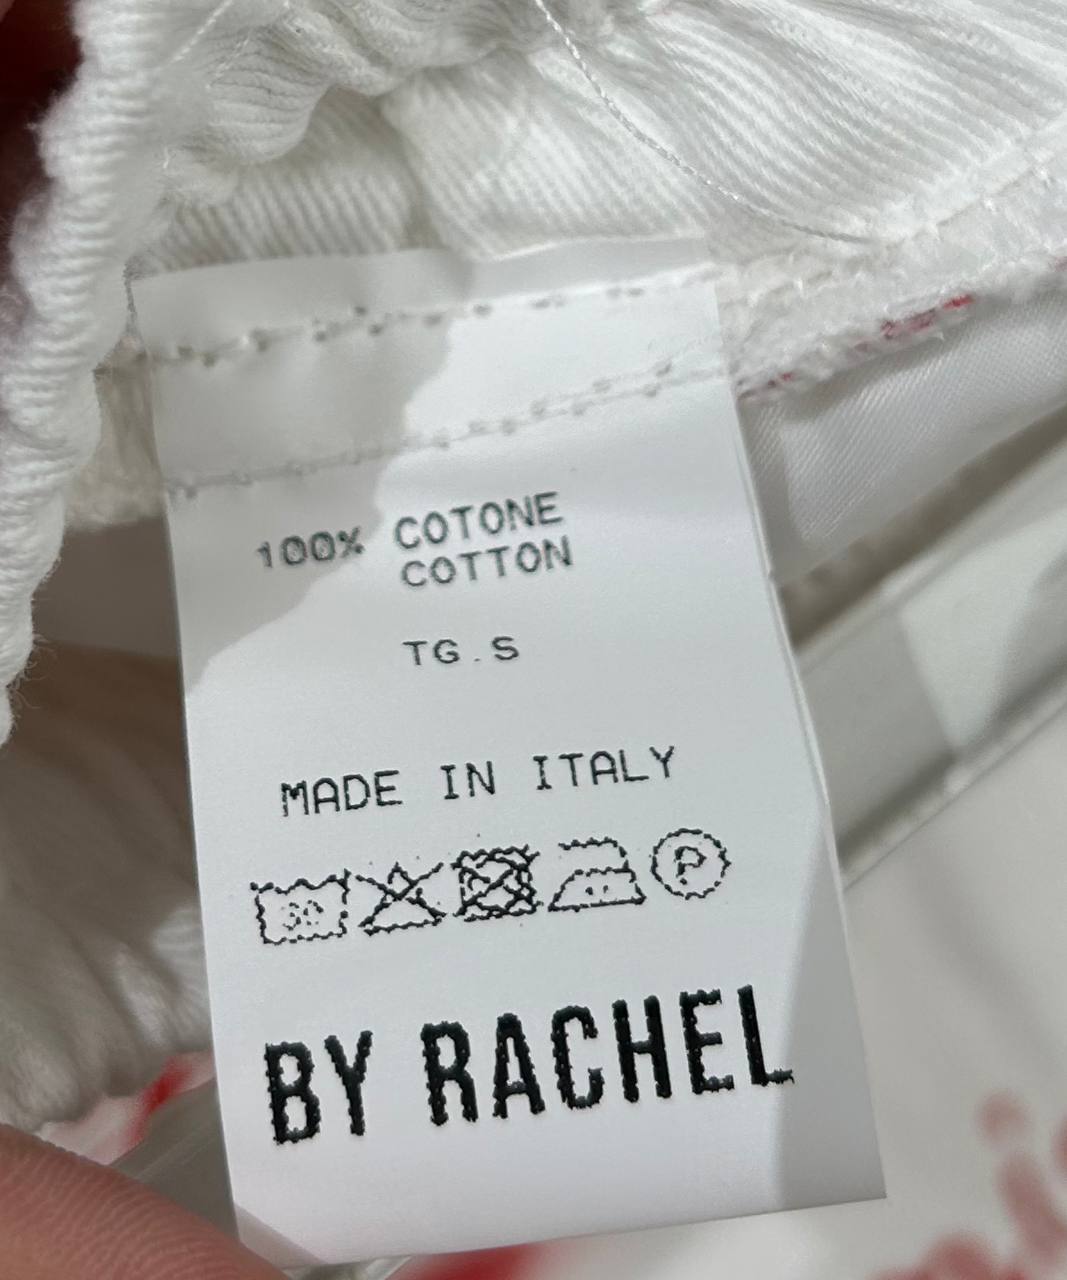 100% COTONE
COTTON
TG.S
MADE IN ITALY
30 P
BY RACHEL